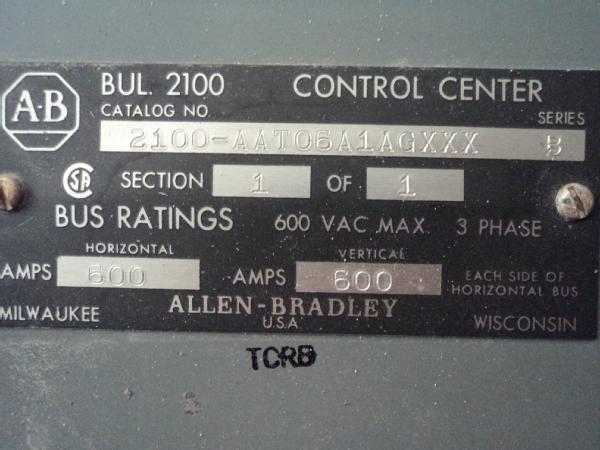 A-B BUL. 2100 CONTROL CENTER
CATALOG NO. SERIES
2100-AAT06A1AGXXX B
SA SECTION 1 OF 1
BUS RATINGS 600 VAC MAX 3 PHASE
HORIZONTAL VERTICAL
AMPS 600 AMPS 600 EACH SIDE OF
HORIZONTAL BUS
MILWAUKEE ALLEN-BRADLEY WISCONSIN
U.S.A
TCRB